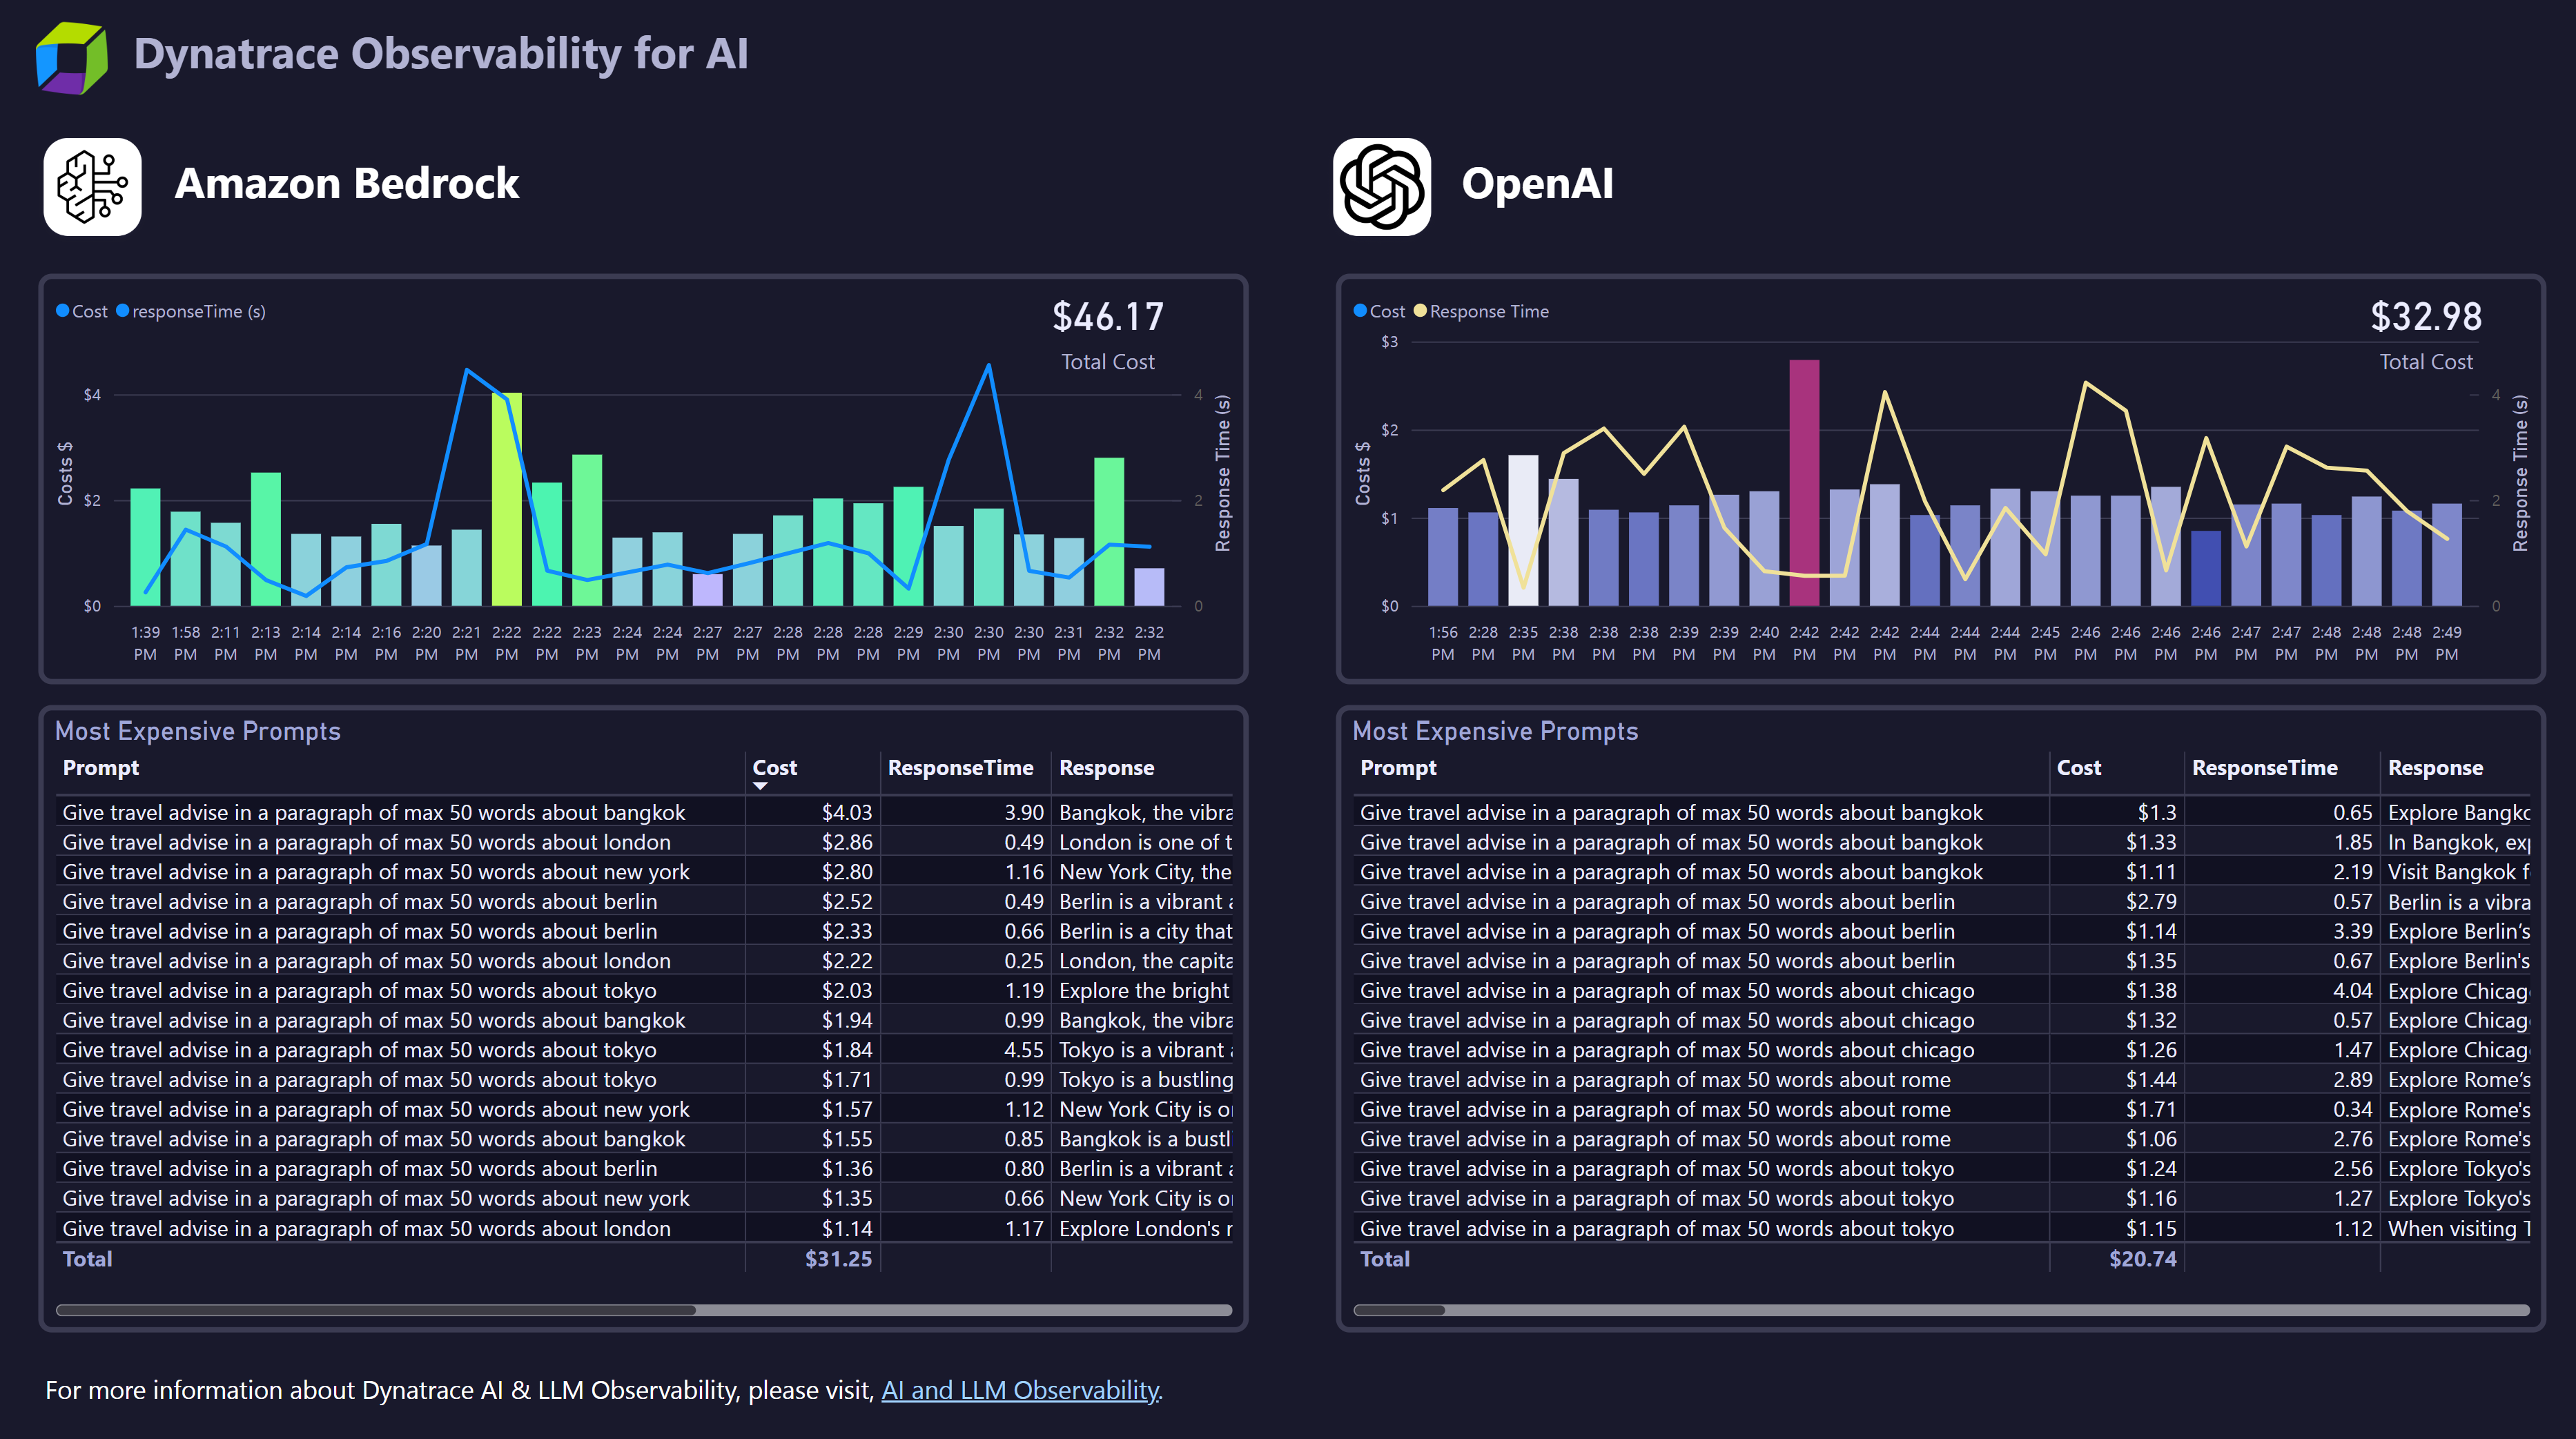 Dynatrace Observability for AI
Amazon Bedrock
Cost responseTime (s)
$46.17
Total Cost
Costs $
$4
$2
$0
4
2
0
Response Time (s)
1:39 PM 1:58 PM 2:11 PM 2:13 PM 2:14 PM 2:14 PM 2:16 PM 2:20 PM 2:21 PM 2:22 PM 2:22 PM 2:23 PM 2:24 PM 2:24 PM 2:27 PM 2:27 PM 2:28 PM 2:28 PM 2:28 PM 2:29 PM 2:30 PM 2:30 PM 2:30 PM 2:31 PM 2:32 PM 2:32 PM
Most Expensive Prompts
Prompt Cost ResponseTime Response
Give travel advise in a paragraph of max 50 words about bangkok $4.03 3.90 Bangkok, the vibra
Give travel advise in a paragraph of max 50 words about london $2.86 0.49 London is one of t
Give travel advise in a paragraph of max 50 words about new york $2.80 1.16 New York City, the
Give travel advise in a paragraph of max 50 words about berlin $2.52 0.49 Berlin is a vibrant a
Give travel advise in a paragraph of max 50 words about berlin $2.33 0.66 Berlin is a city that
Give travel advise in a paragraph of max 50 words about london $2.22 0.25 London, the capita
Give travel advise in a paragraph of max 50 words about tokyo $2.03 1.19 Explore the bright
Give travel advise in a paragraph of max 50 words about bangkok $1.94 0.99 Bangkok, the vibra
Give travel advise in a paragraph of max 50 words about tokyo $1.84 4.55 Tokyo is a vibrant
Give travel advise in a paragraph of max 50 words about tokyo $1.71 0.99 Tokyo is a bustling
Give travel advise in a paragraph of max 50 words about new york $1.57 1.12 New York City is
Give travel advise in a paragraph of max 50 words about bangkok $1.55 0.85 Bangkok is a bustl
Give travel advise in a paragraph of max 50 words about berlin $1.36 0.80 Berlin is a vibrant a
Give travel advise in a paragraph of max 50 words about new york $1.35 0.66 New York City is
Give travel advise in a paragraph of max 50 words about london $1.14 1.17 Explore London's
Total $31.25
OpenAI
Cost Response Time
$32.98
Total Cost
Costs $
$3
$2
$1
$0
4
2
0
Response Time (s)
1:56 PM 2:28 PM 2:35 PM 2:38 PM 2:38 PM 2:38 PM 2:39 PM 2:39 PM 2:40 PM 2:42 PM 2:42 PM 2:42 PM 2:44 PM 2:44 PM 2:44 PM 2:45 PM 2:46 PM 2:46 PM 2:46 PM 2:46 PM 2:47 PM 2:47 PM 2:48 PM 2:48 PM 2:48 PM 2:49 PM
Most Expensive Prompts
Prompt Cost ResponseTime Response
Give travel advise in a paragraph of max 50 words about bangkok $1.3 0.65 Explore Bangkc
Give travel advise in a paragraph of max 50 words about bangkok $1.33 1.85 In Bangkok, exp
Give travel advise in a paragraph of max 50 words about bangkok $1.11 2.19 Visit Bangkok f
Give travel advise in a paragraph of max 50 words about berlin $2.79 0.57 Berlin is a vibra
Give travel advise in a paragraph of max 50 words about berlin $1.14 3.39 Explore Berlin’s
Give travel advise in a paragraph of max 50 words about berlin $1.35 0.67 Explore Berlin's
Give travel advise in a paragraph of max 50 words about chicago $1.38 4.04 Explore Chicag
Give travel advise in a paragraph of max 50 words about chicago $1.32 0.57 Explore Chicag
Give travel advise in a paragraph of max 50 words about chicago $1.26 1.47 Explore Chicag
Give travel advise in a paragraph of max 50 words about rome $1.44 2.89 Explore Rome’s
Give travel advise in a paragraph of max 50 words about rome $1.71 0.34 Explore Rome's
Give travel advise in a paragraph of max 50 words about rome $1.06 2.76 Explore Rome's
Give travel advise in a paragraph of max 50 words about tokyo $1.24 2.56 Explore Tokyo's
Give travel advise in a paragraph of max 50 words about tokyo $1.16 1.27 Explore Tokyo's
Give travel advise in a paragraph of max 50 words about tokyo $1.15 1.12 When visiting T
Total $20.74
For more information about Dynatrace AI & LLM Observability, please visit, AI and LLM Observability.